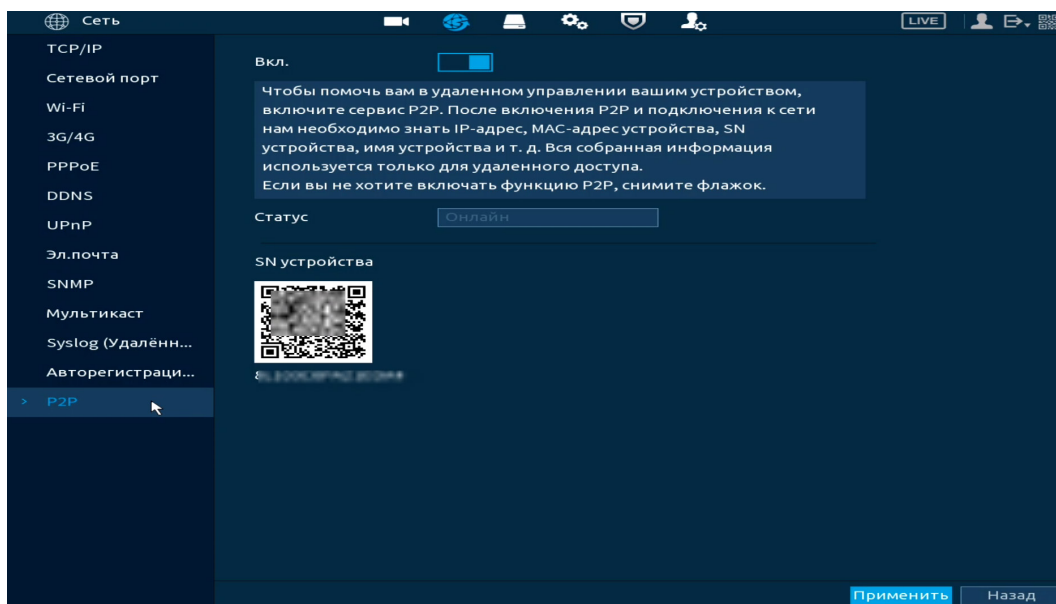 Сеть
LIVE
TCP/IP
Сетевой порт
Wi-Fi
3G/4G
PPPoE
DDNS
UPnP
Эл.почта
SNMP
Мультикаст
Syslog (Удалённ...
Авторегистраци...
> P2P
Вкл.
Чтобы помочь вам в удаленном управлении вашим устройством,
включите сервис P2P. После включения P2P и подключения к сети
нам необходимо знать IP-адрес, MAC-адрес устройства, SN
устройства, имя устройства и т. д. Вся собранная информация
используется только для удаленного доступа.
Если вы не хотите включать функцию P2P, снимите флажок.
Статус
Онлайн
SN устройства
Применить
Назад